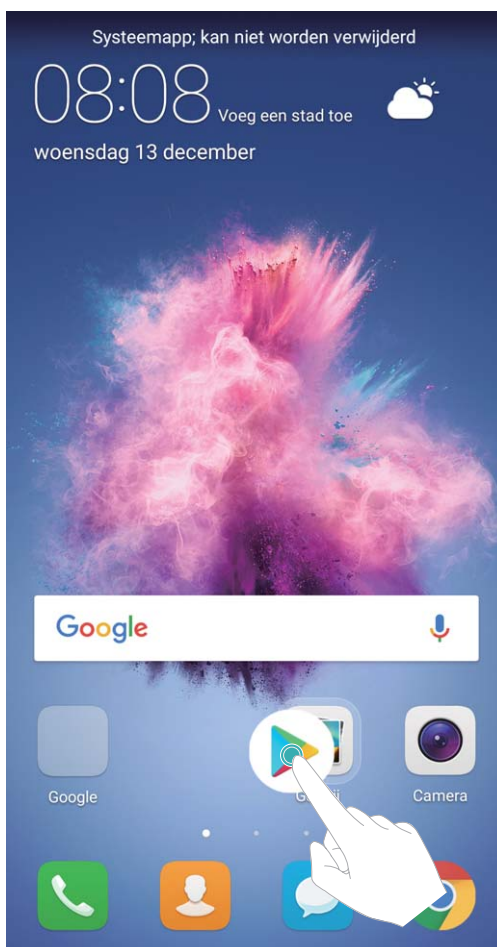 Systeemapp; kan niet worden verwijderd
08:08 Voeg een stad toe
woensdag 13 december
Google
Google
Camera